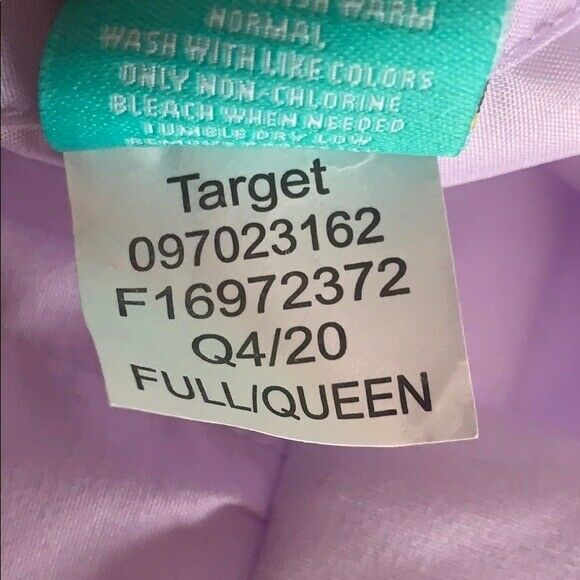 WARM
NORMAL
WASH WITH LIKE COLORS
ONLY NON-CHLORINE
BLEACH WHEN NEEDED
TUMBLE DRY LOW
Target
097023162
F16972372
Q4/20
FULL/QUEEN